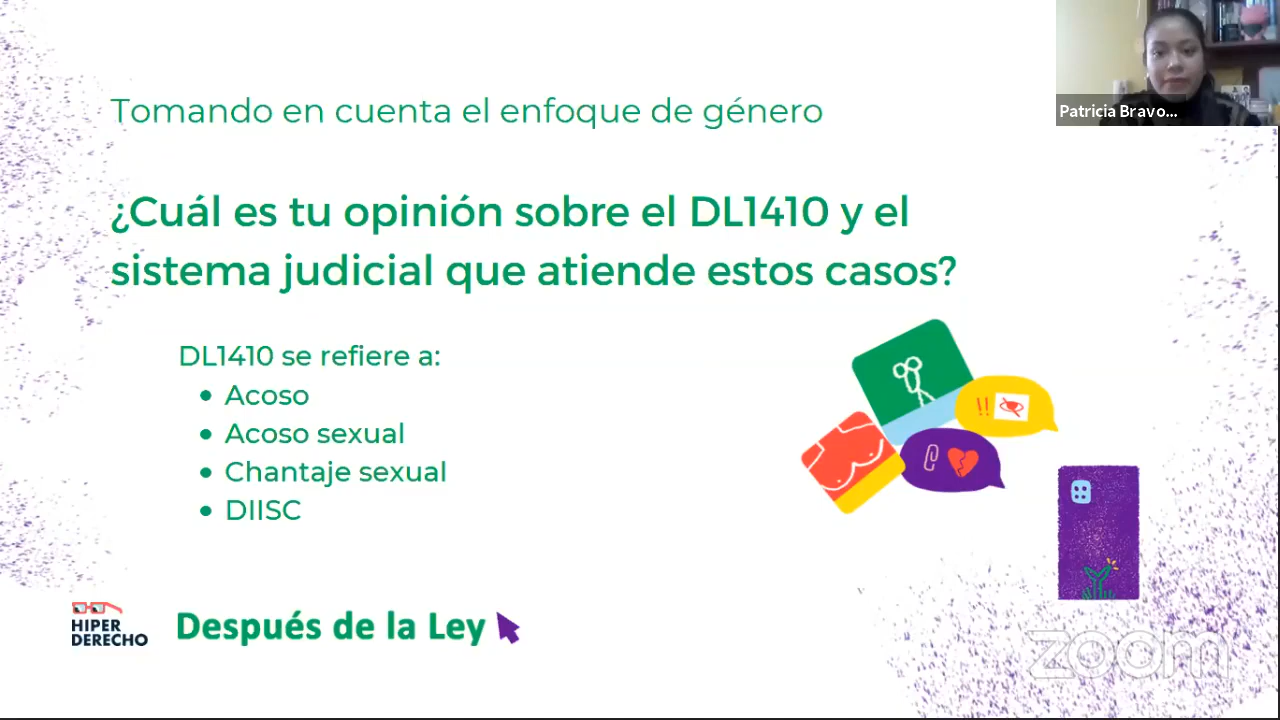 Tomando en cuenta el enfoque de género
Patricia Bravo...
¿Cuál es tu opinión sobre el DL1410 y el
sistema judicial que atiende estos casos?
DL1410 se refiere a:
• Acoso
• Acoso sexual
• Chantaje sexual
• DIISC
!!
HIPER
DERECHO
Después de la Ley
zoom